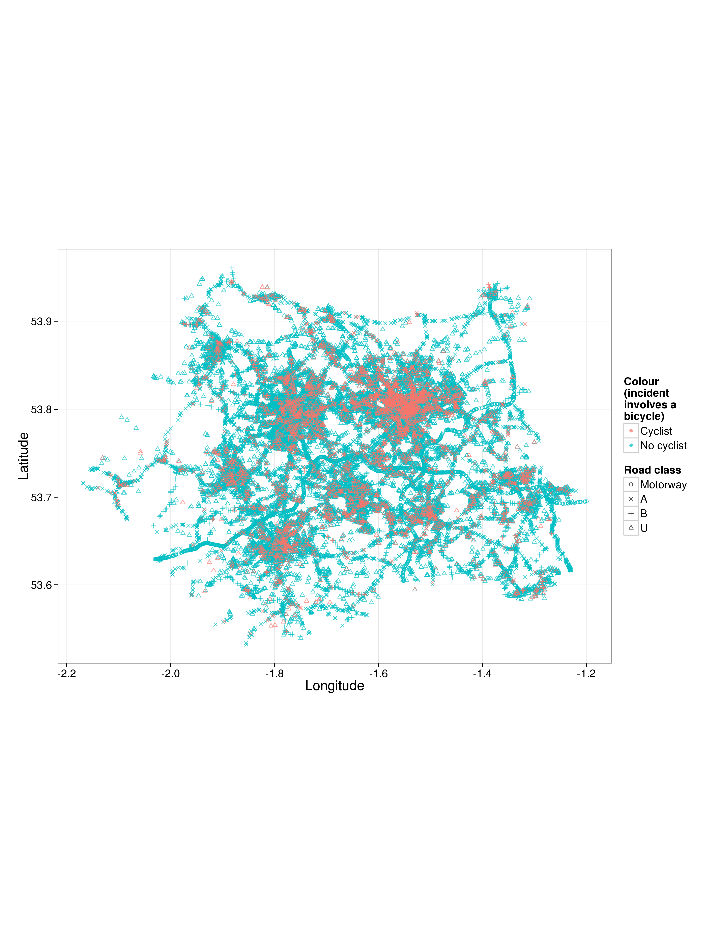 53.9
53.8
53.7
53.6
Latitude
-2.2
-2.0
-1.8
-1.6
-1.4
-1.2
Longitude
Colour
(incident
involves a
bicycle)
Cyclist
No cyclist
Road class
Motorway
A
B
U